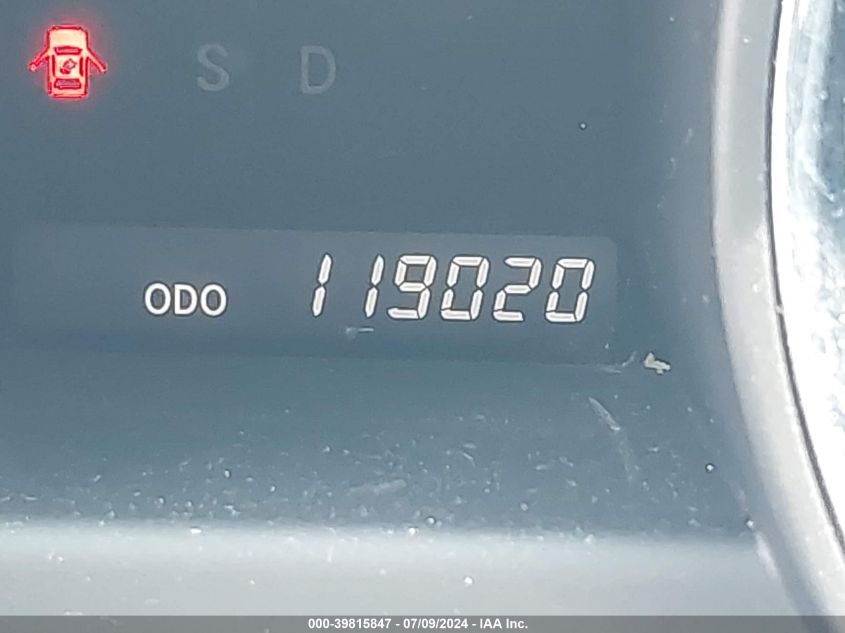 S D
ODO 119020
000-39815847 - 07/09/2024 - IAA Inc.